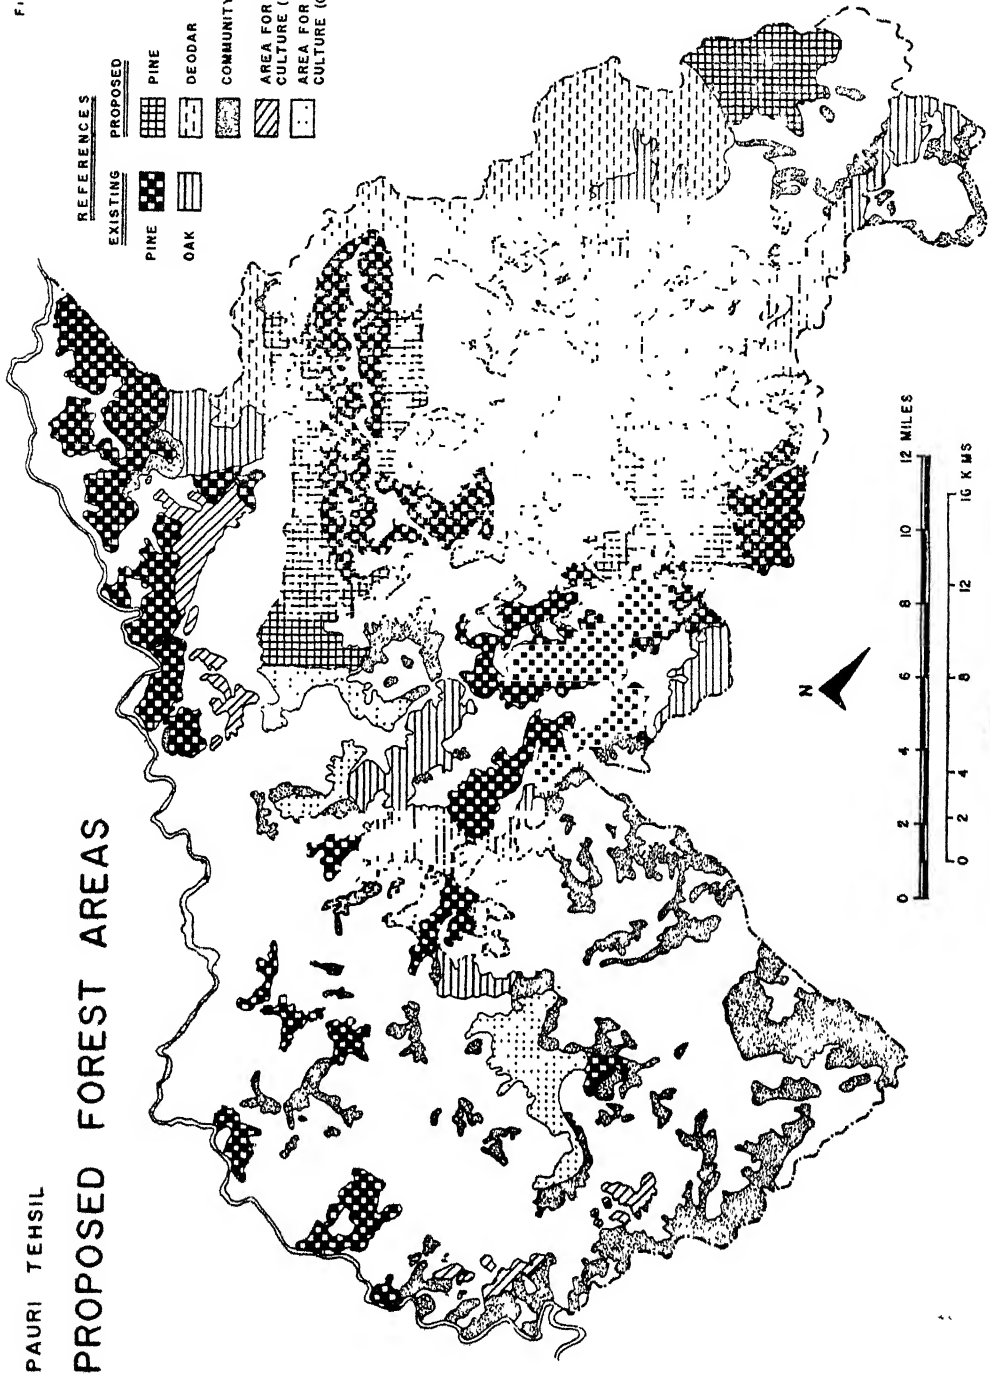 PAURI TEHSIL
PROPOSED FOREST AREAS
REFERENCES
EXISTING PROPOSED
PINE PINE
OAK DEODAR
COMMUNITY
AREA FOR
CULTURE (
AREA FOR
CULTURE (
N
0 2 4 6 8 10 12 MILES
0 2 4 8 12 16 KMS